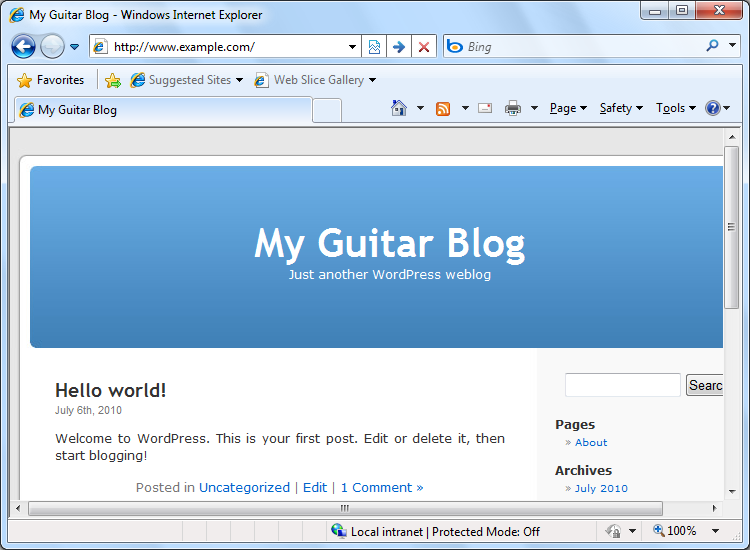 My Guitar Blog - Windows Internet Explorer
http://www.example.com/
Bing
Favorites
Suggested Sites
Web Slice Gallery
My Guitar Blog
Page
Safety
Tools
My Guitar Blog
Just another WordPress weblog
Hello world!
July 6th, 2010
Welcome to WordPress. This is your first post. Edit or delete it, then
start blogging!
Posted in Uncategorized | Edit | 1 Comment »
Searc
Pages
» About
Archives
» July 2010
Local intranet | Protected Mode: Off
100%